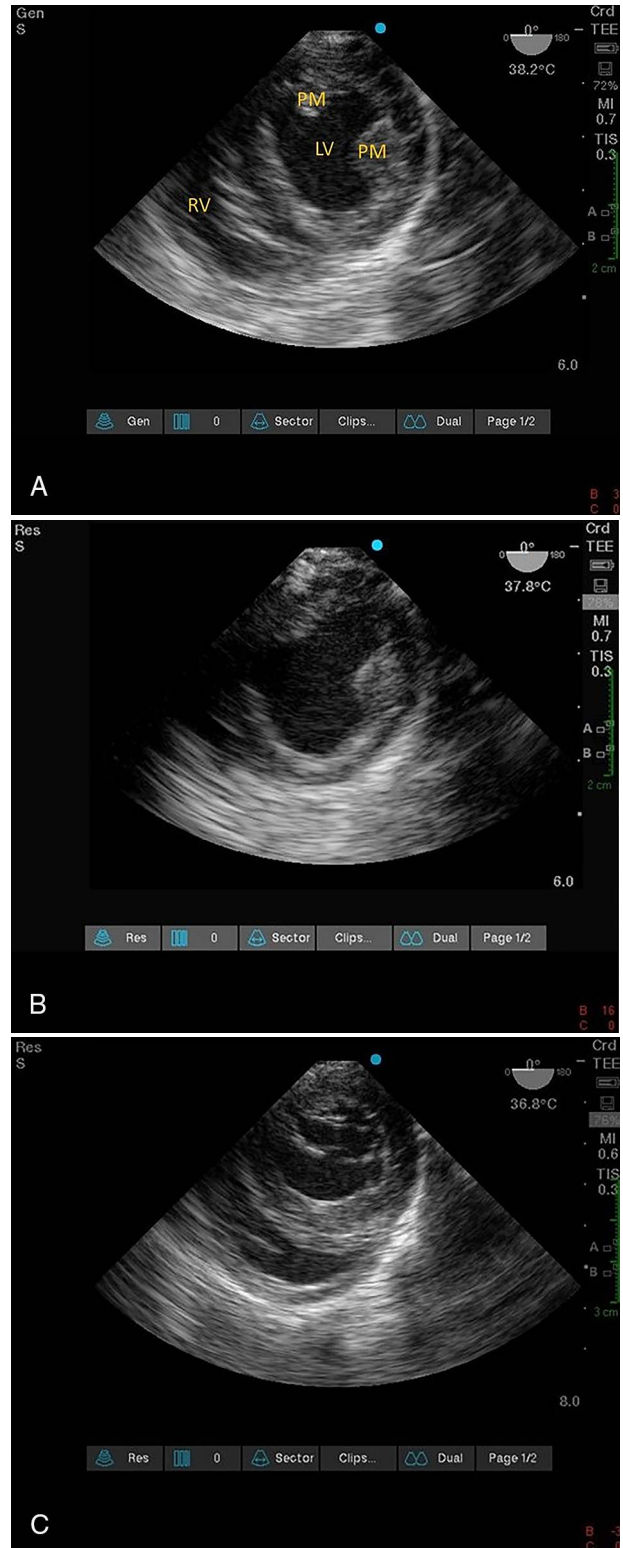 Gen
S
Crd
TEE
0 0° 180
38.2°C
72%
MI
0.7
TIS
0.3
PM
LV
PM
RV
A
B
2 cm
6.0
Gen
0
Sector
Clips...
Dual
Page 1/2
A
B 3
C 0
Res
S
Crd
TEE
0 0° 180
37.8°C
MI
0.7
TIS
0.3
A
B
2 cm
6.0
Res
0
Sector
Clips...
Dual
Page 1/2
B
B 16
C 0
Res
S
Crd
TEE
0 0° 180
36.8°C
76%
MI
0.6
TIS
0.3
A
B
3 cm
8.0
Res
0
Sector
Clips...
Dual
Page 1/2
C
B -3